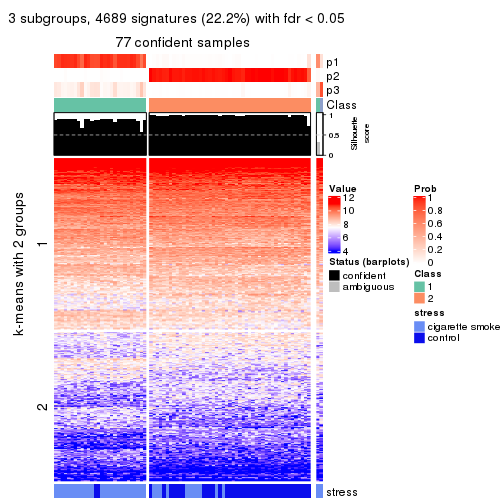 3 subgroups, 4689 signatures (22.2%) with fdr < 0.05
77 confident samples
p1
p2
p3
Class
1
0.5
0
Silhouette
score
k-means with 2 groups
1
2
stress
Value
12
10
8
6
4
Status (barplots)
confident
ambiguous
Prob
1
0.8
0.6
0.4
0.2
0
Class
1
2
stress
cigarette smoke
control